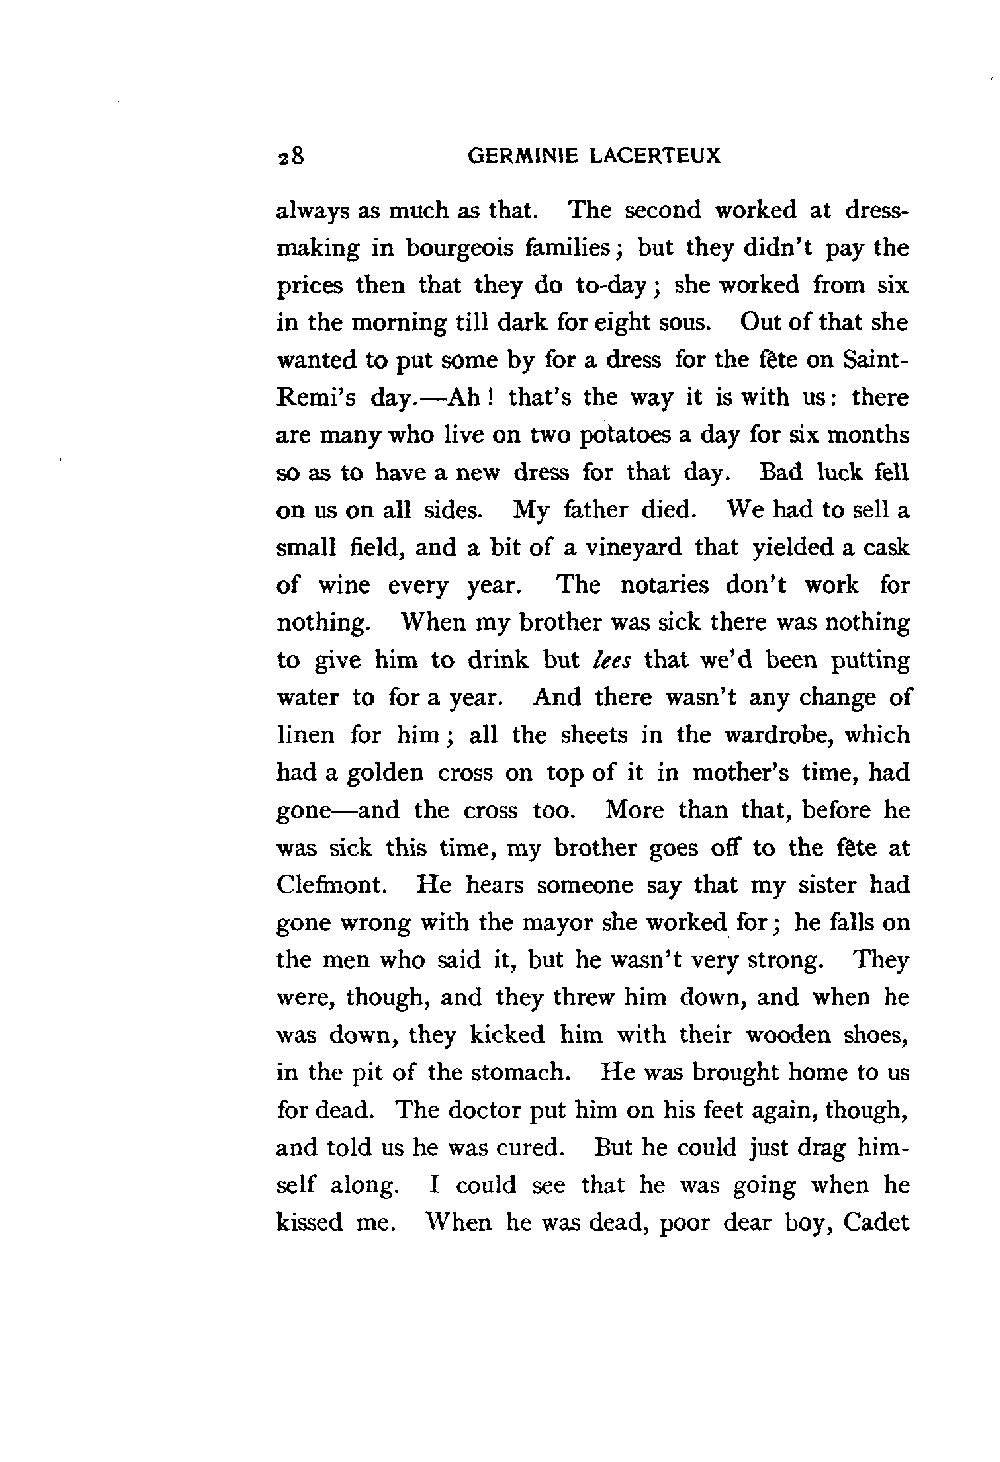 28 GERMINIE LACERTEUX
always as much as that. The second worked at dress-
making in bourgeois families; but they didn't pay the
prices then that they do to-day; she worked from six
in the morning till dark for eight sous. Out of that she
wanted to put some by for a dress for the fête on Saint-
Remi's day.—Ah! that's the way it is with us: there
are many who live on two potatoes a day for six months
so as to have a new dress for that day. Bad luck fell
on us on all sides. My father died. We had to sell a
small field, and a bit of a vineyard that yielded a cask
of wine every year. The notaries don't work for
nothing. When my brother was sick there was nothing
to give him to drink but lees that we'd been putting
water to for a year. And there wasn't any change of
linen for him; all the sheets in the wardrobe, which
had a golden cross on top of it in mother's time, had
gone—and the cross too. More than that, before he
was sick this time, my brother goes off to the fête at
Clefmont. He hears someone say that my sister had
gone wrong with the mayor she worked for; he falls on
the men who said it, but he wasn't very strong. They
were, though, and they threw him down, and when he
was down, they kicked him with their wooden shoes,
in the pit of the stomach. He was brought home to us
for dead. The doctor put him on his feet again, though,
and told us he was cured. But he could just drag him-
self along. I could see that he was going when he
kissed me. When he was dead, poor dear boy, Cadet